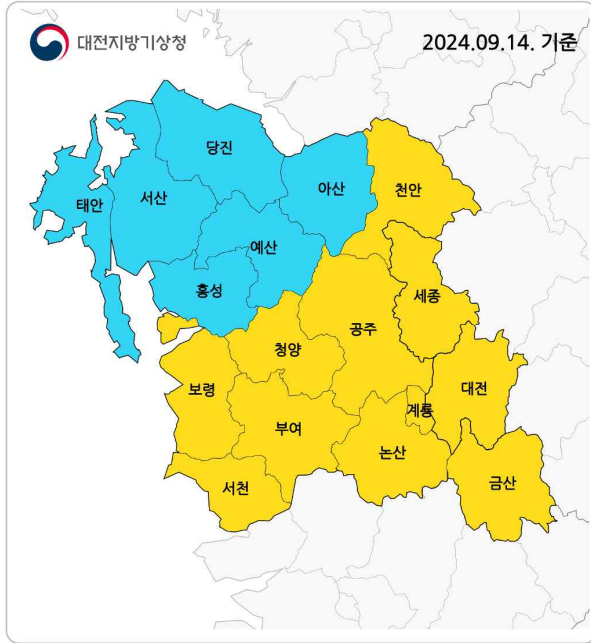 대전지방기상청
2024.09.14. 기준
당진
아산
천안
태안
서산
예산
홍성
세종
공주
청양
보령
대전
계룡
부여
논산
서천
금산